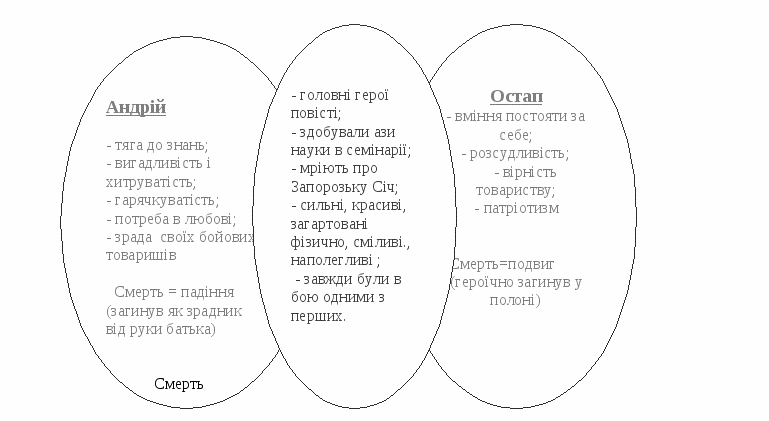 Андрій
- тяга до знань;
- вигадливість і
хитруватість;
- гарячкуватість;
- потреба в любові;
- зрада своїх бойових
товаришів
Смерть = падіння
(загинув як зрадник
від руки батька)
Смерть
- головні герої
повісті;
- здобували ази
науки в семінарії;
- мріють про
Запорозьку Січ;
- сильні, красиві,
загартовані
фізично, сміливі.,
наполегливі ;
- завжди були в
бою одними з
перших.
Остап
- вміння постояти за
себе;
- розсудливість;
- вірність
товариству;
- патріотизм
Смерть=подвиг
(героїчно загинув у
полоні)